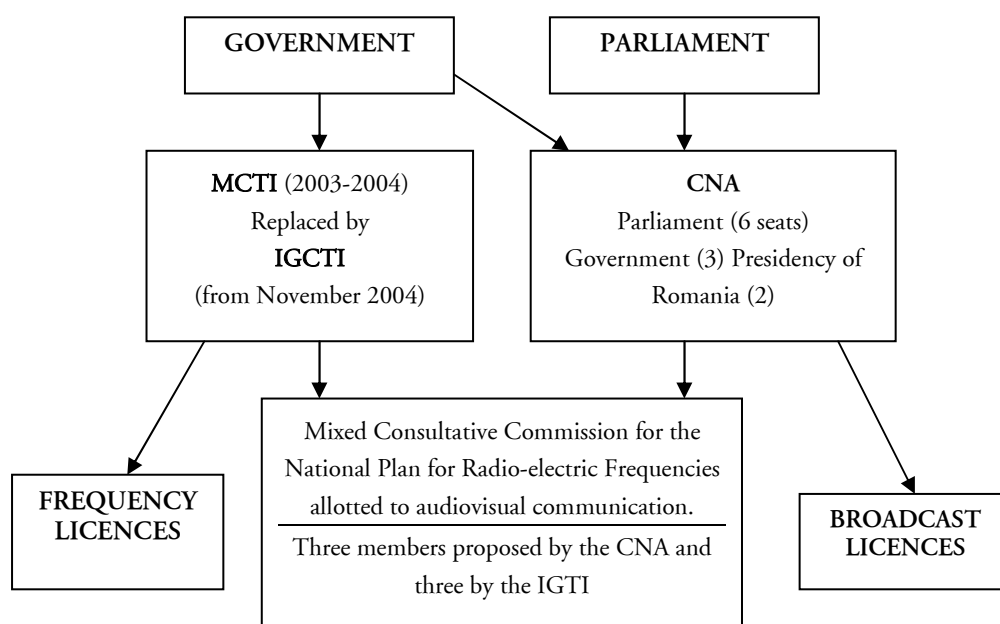 GOVERNMENT
PARLIAMENT
MCTI (2003-2004)
Replaced by
IGCTI
(from November 2004)
CNA
Parliament (6 seats)
Government (3) Presidency of
Romania (2)
Mixed Consultative Commission for the
National Plan for Radio-electric Frequencies
allotted to audiovisual communication.
Three members proposed by the CNA and
three by the IGTI
FREQUENCY
LICENCES
BROADCAST
LICENCES